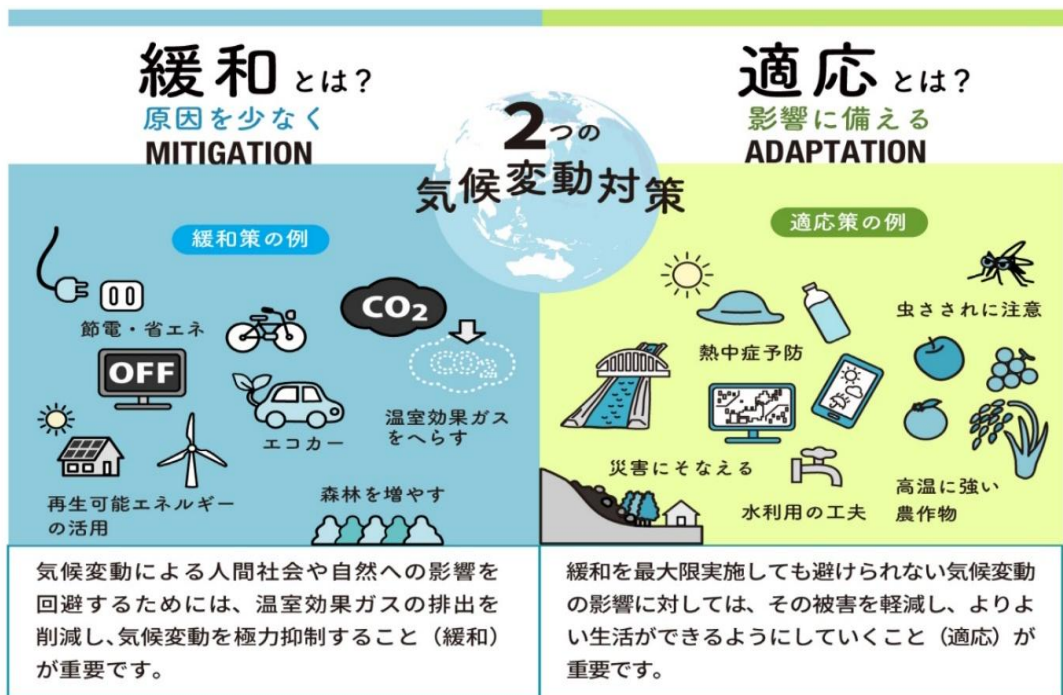 緩和とは?
原因を少なく
MITIGATION
2つの
気候変動対策
適応とは?
影響に備える
ADAPTATION
緩和策の例
節電・省エネ
OFF
CO₂
CO₂
エコカー
温室効果ガス
をへらす
再生可能エネルギー
の活用
森林を増やす
適応策の例
虫さされに注意
熱中症予防
災害にそなえる
水利用の工夫
高温に強い
農作物
気候変動による人間社会や自然への影響を
回避するためには、温室効果ガスの排出を
削減し、気候変動を極力抑制すること(緩和)
が重要です。
緩和を最大限実施しても避けられない気候変動
の影響に対しては、その被害を軽減し、よりよ
い生活ができるようにしていくこと(適応)が
重要です。